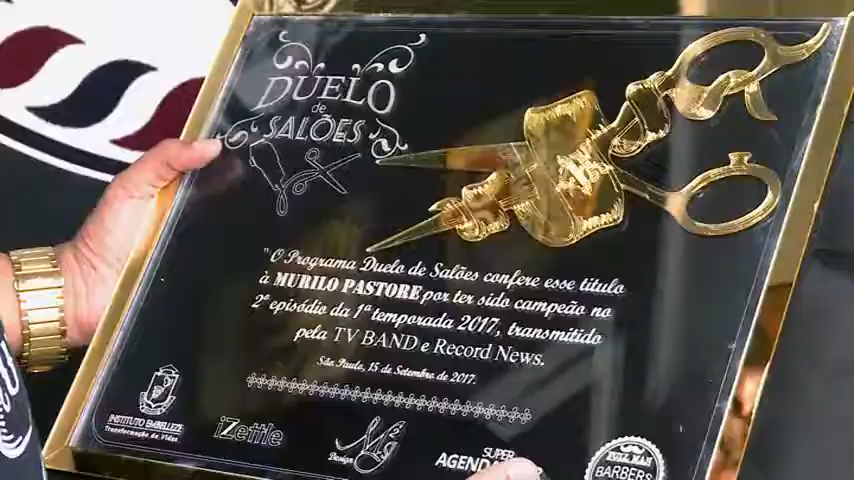 DUELO
de
SALÕES
"O Programa Duelo de Salões confere esse titulo
à MURILO PASTORE por ter sido campeão no
2º episódio da 1ª temporada 2017, transmitido
pela TV BAND e Record News.
São Paulo, 15 de Setembro de 2017.
INSTITUTO EMBELLEZE
Transformação de Vidas
iZettle
Design
SUPER
FULL MAN
BARBERS